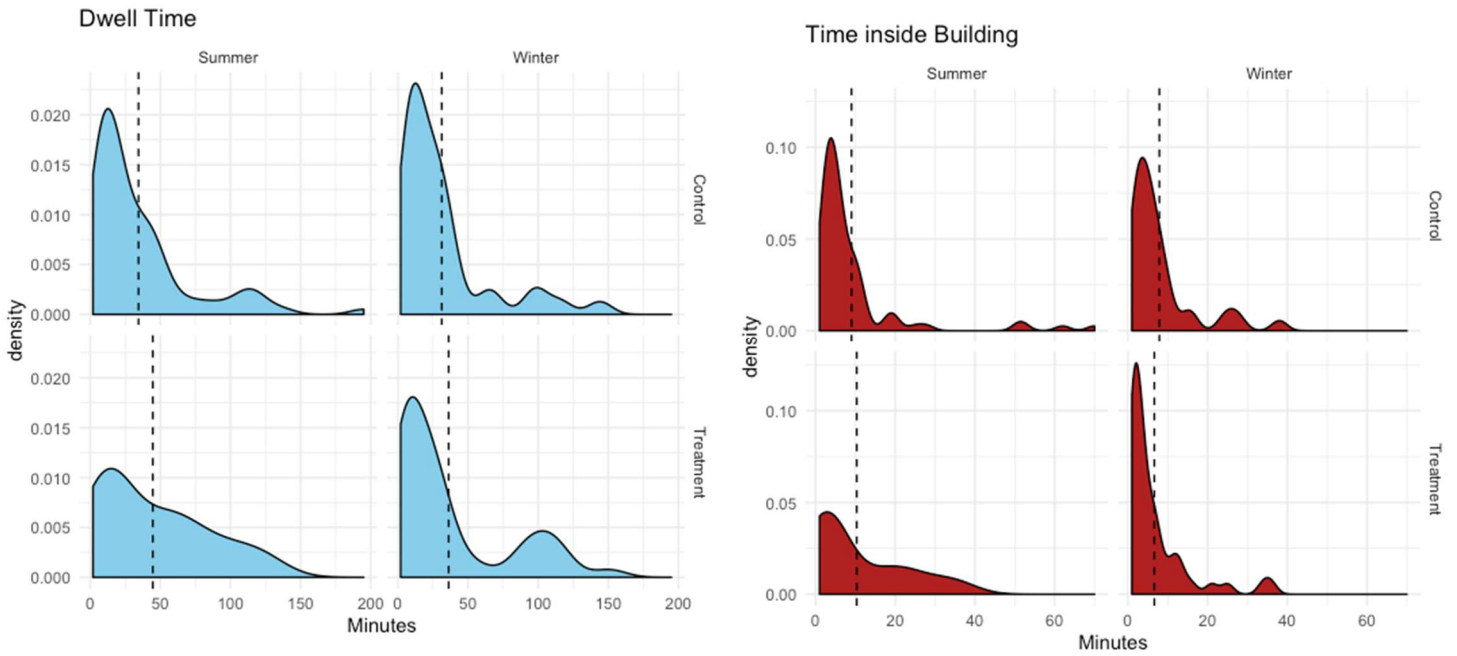 Dwell Time
Summer
Winter
0.020
0.015
0.010
0.005
0.000
Control
density
0.020
0.015
0.010
0.005
0.000
Treatment
0 50 100 150 200
0 50 100 150 200
Minutes
Time inside Building
Summer
Winter
0.10
0.05
0.00
Control
density
0.10
0.05
0.00
Treatment
0 20 40 60
0 20 40 60
Minutes